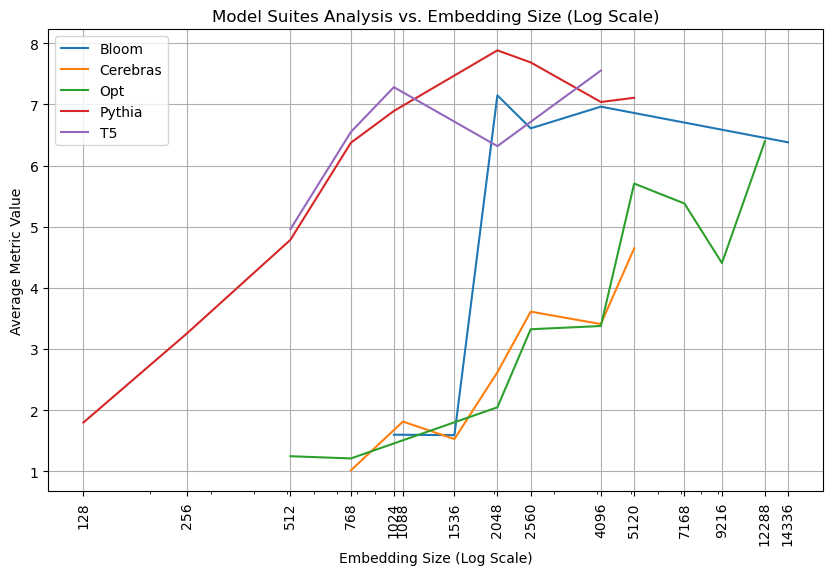 Model Suites Analysis vs. Embedding Size (Log Scale)
Bloom
Cerebras
Opt
Pythia
T5
Average Metric Value
8
7
6
5
4
3
2
1
128
256
512
768
1024
1088
1536
2048
2560
4096
5120
7168
9216
12288
14336
Embedding Size (Log Scale)